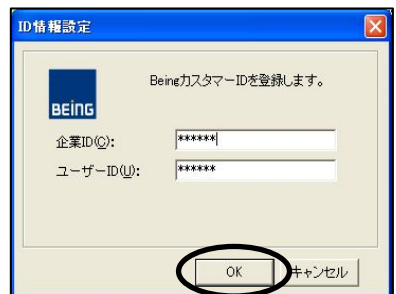 ID情報設定
BEING
BeingカスタマーIDを登録します。
企業ID(C):
******
ユーザーID(U):
******
OK
キャンセル